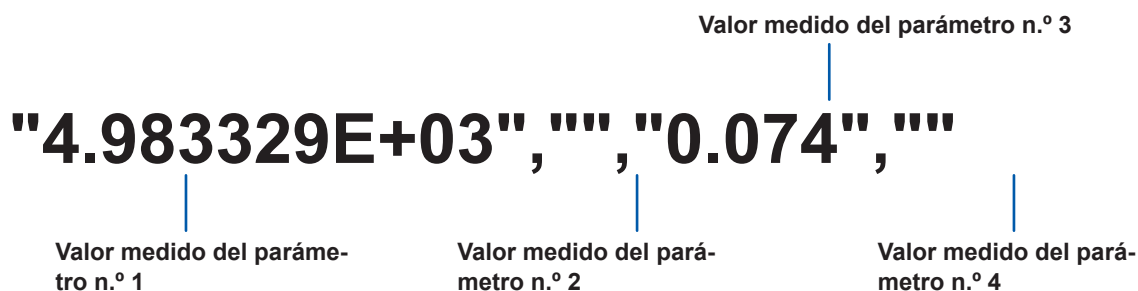 Valor medido del parámetro n.º 3
"4.983329E+03","","0.074",""
Valor medido del paráme-
tro n.º 1
Valor medido del pará-
metro n.º 2
Valor medido del pará-
metro n.º 4